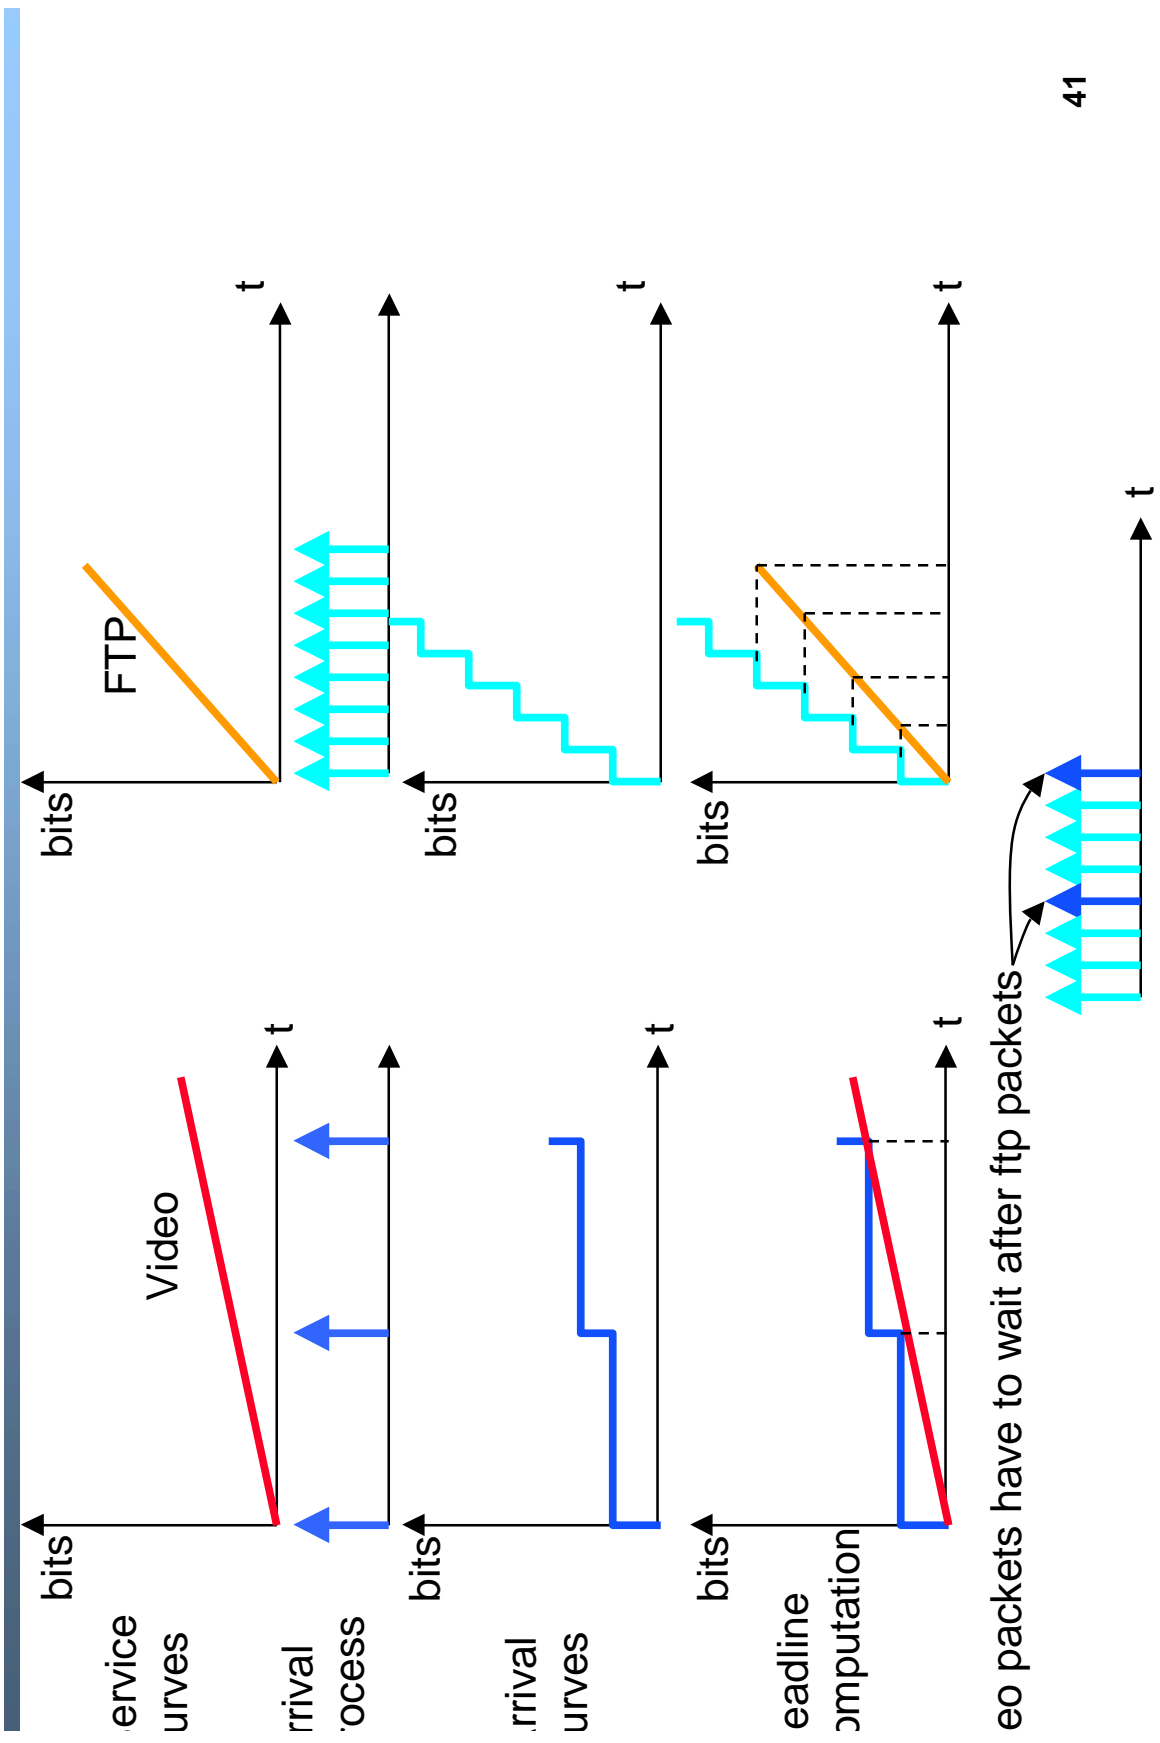 ervice
urves
bits
Video
t
bits
FTP
t
rrival
rocess
rrival
urves
bits
t
bits
t
eadline
omputation
bits
t
bits
t
eo packets have to wait after ftp packets
t
41